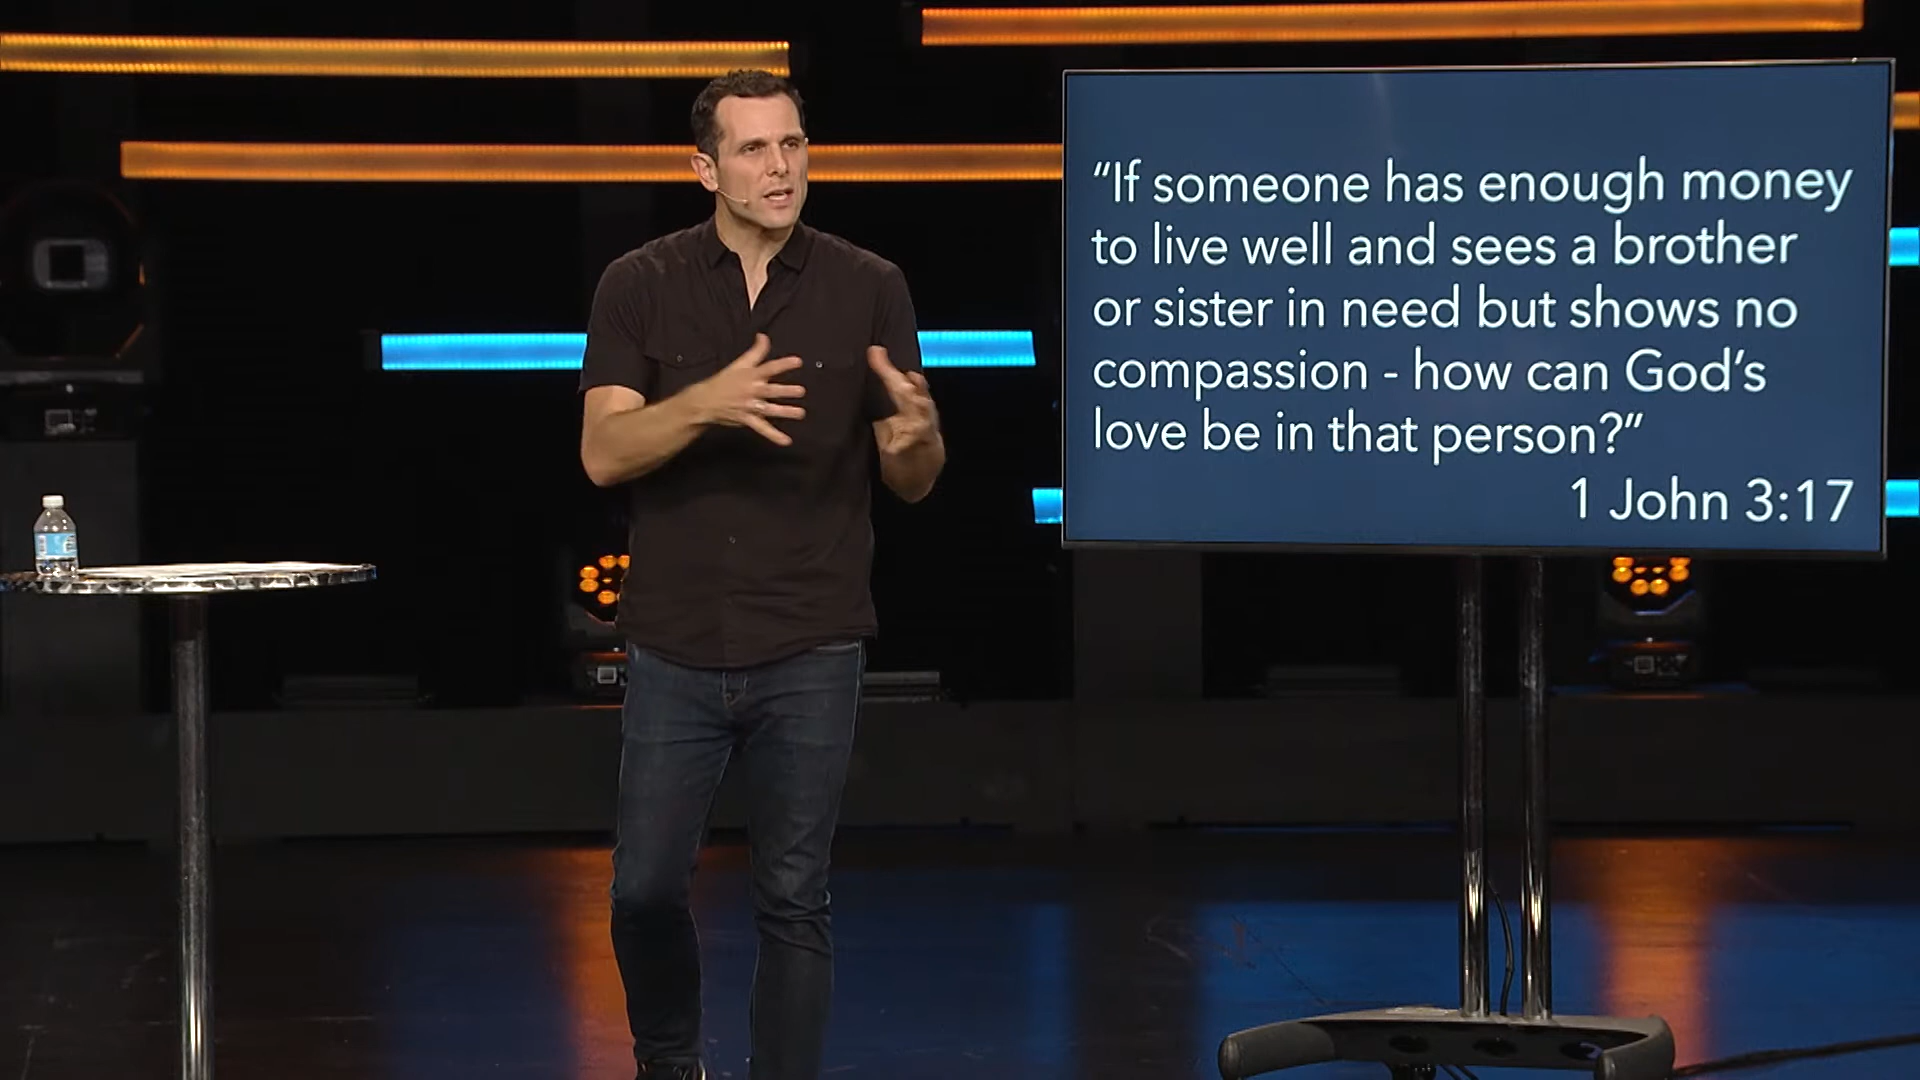 “If someone has enough money
to live well and sees a brother
or sister in need but shows no
compassion - how can God’s
love be in that person?”
1 John 3:17